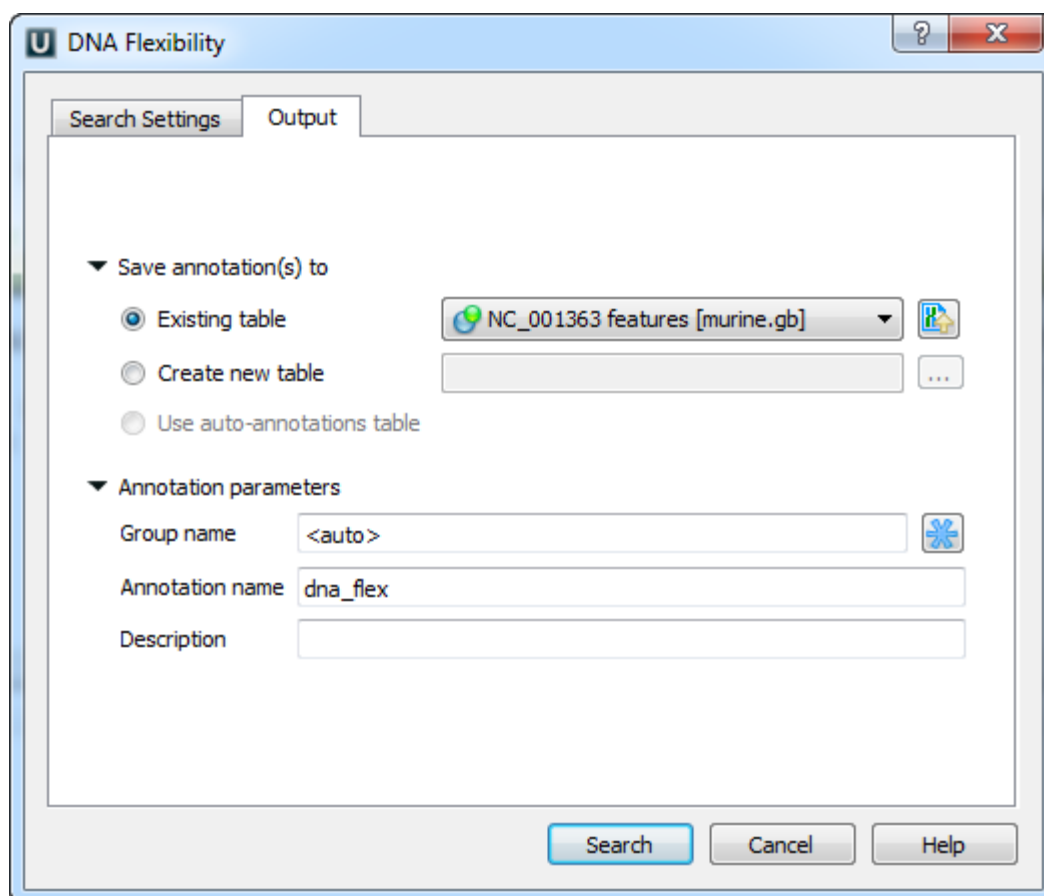 U DNA Flexibility ? X
Search Settings Output
Save annotation(s) to
Existing table NC_001363 features [murine.gb]
Create new table ...
Use auto-annotations table
Annotation parameters
Group name <auto>
Annotation name dna_flex
Description
Search Cancel Help